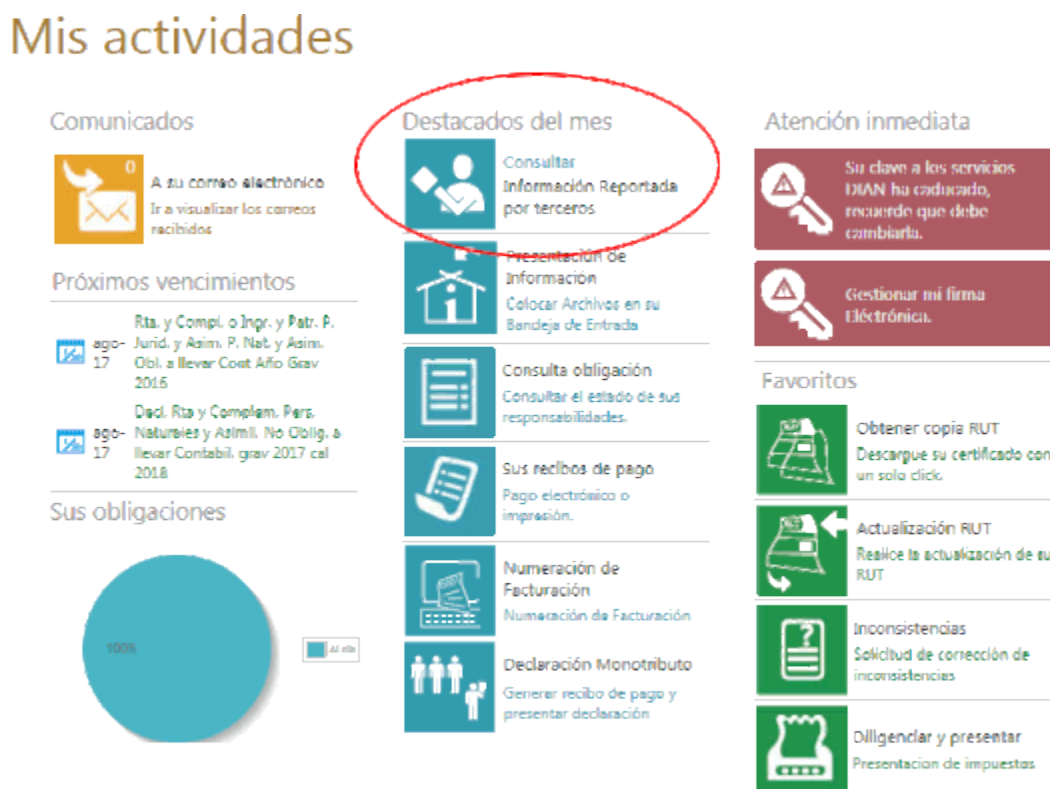 Mis actividades
Comunicados
0
A su correo electrónico
Ir a visualizar los correos
recibidos
Próximos vencimientos
Rta. y Compl. o Ingr. y Patr. P.
ago- Jurid. y Asim. P. Nat. y Asim.
17 Obl. a llevar Cont Año Grav
2016
Decl. Rta y Complem. Pers.
ago- Naturales y Asimil. No Oblig. a
17 llevar Contabil. grav 2017 cal
2018
Sus obligaciones
100%
Al día
Destacados del mes
Consultar
Información Reportada
por terceros
Presentación de
Información
Colocar Archivos en su
Bandeja de Entrada
Consulta obligación
Consultar el estado de sus
responsabilidades.
Sus recibos de pago
Pago electrónico o
impresión.
Numeración de
Facturación
Numeración de Facturación
Declaración Monotributo
Generar recibo de pago y
presentar declaración
Atención inmediata
Su clave a los servicios
DIAN ha caducado,
recuerde que debe
cambiarla.
Gestionar mi firma
Eléctrónica.
Favoritos
Obtener copia RUT
Descargue su certificado con
un solo click.
Actualización RUT
Realice la actualización de su
RUT
Inconsistencias
Solicitud de corrección de
inconsistencias
Diligenciar y presentar
Presentacion de impuestos